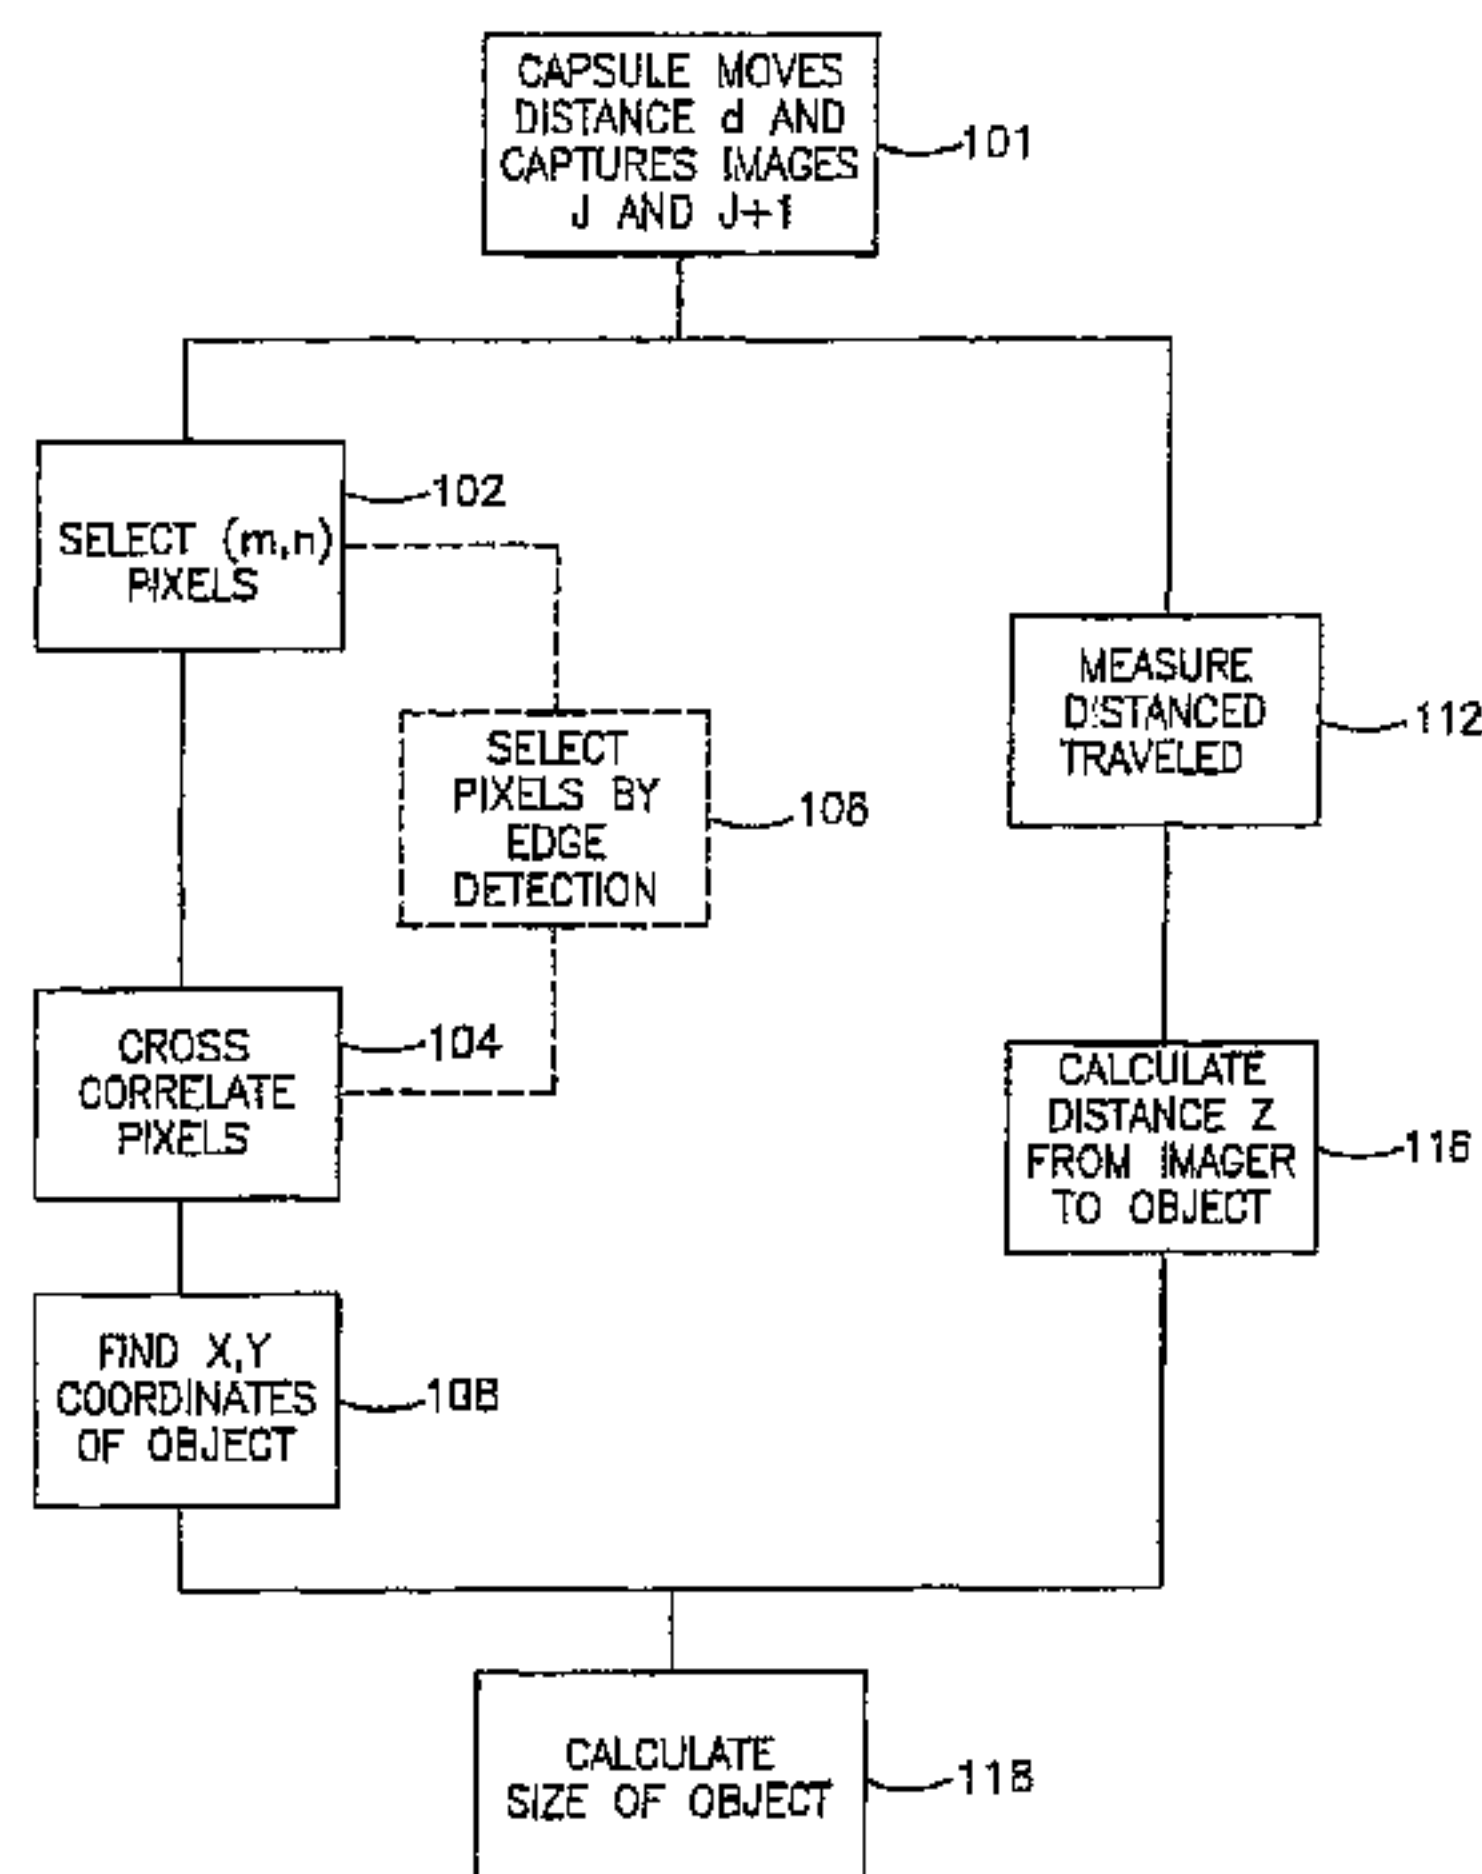 CAPSULE MOVES
DISTANCE d AND
CAPTURES IMAGES
J AND J+1
101
102
SELECT (m,n)
PIXELS
SELECT
PIXELS BY
EDGE
DETECTION
106
MEASURE
DISTANCED
TRAVELED
112
CROSS
CORRELATE
PIXELS
104
CALCULATE
DISTANCE Z
FROM IMAGER
TO OBJECT
116
FIND X,Y
COORDINATES
OF OBJECT
108
CALCULATE
SIZE OF OBJECT
118